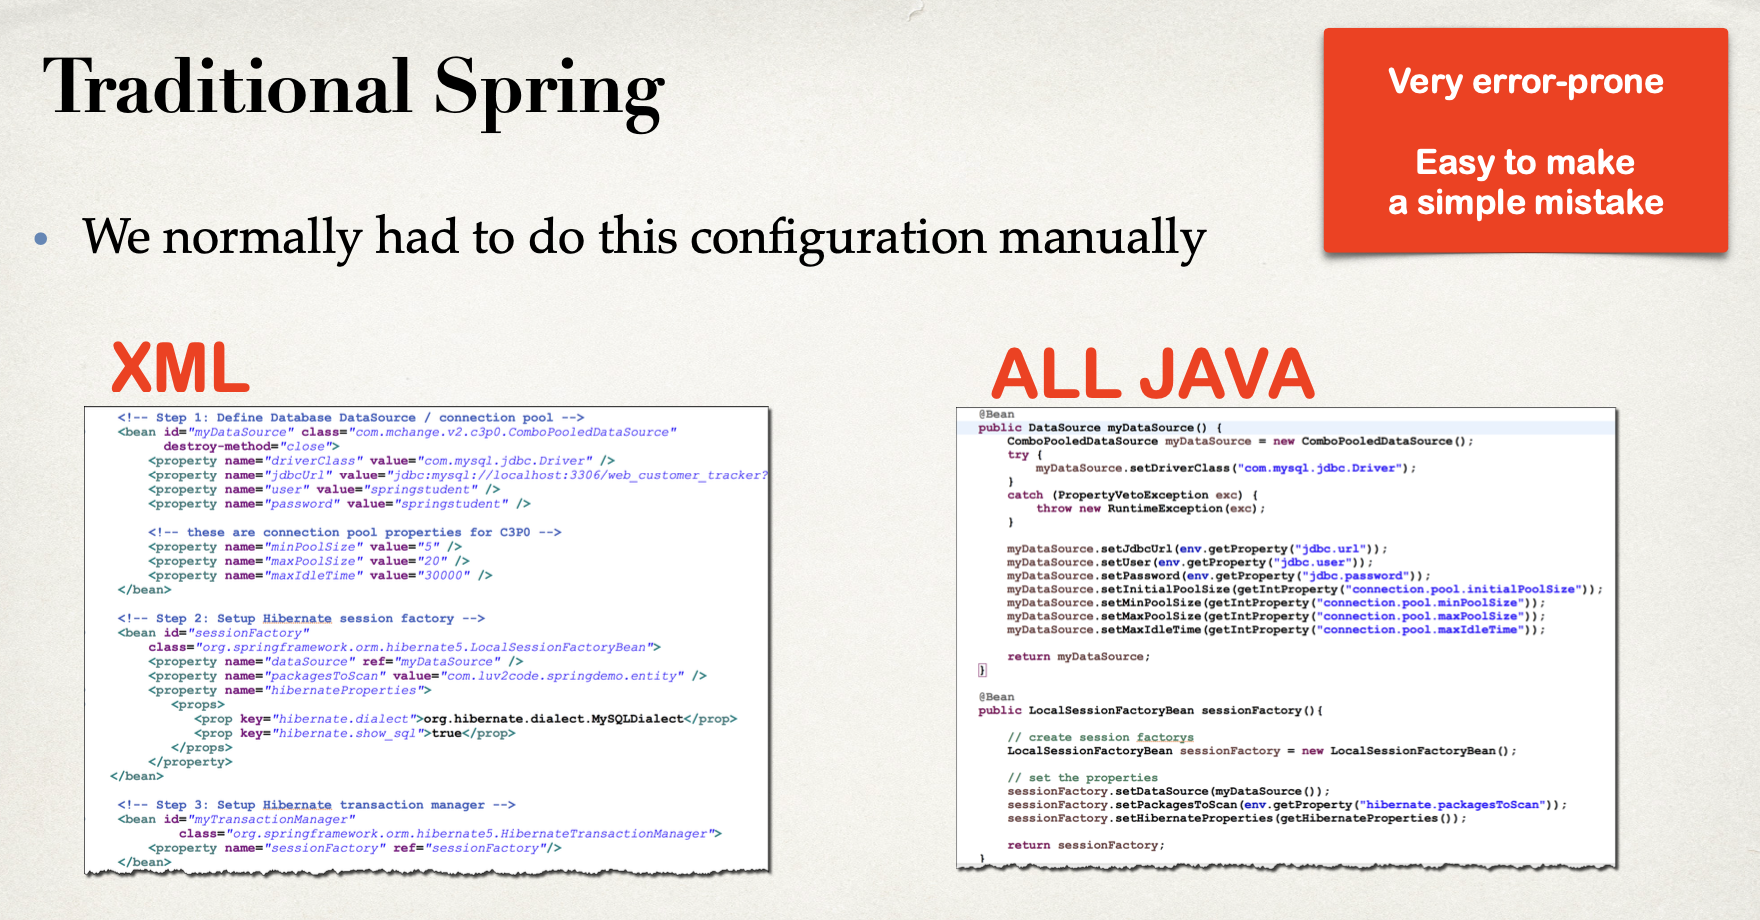 Traditional Spring
Very error-prone
Easy to make
a simple mistake
• We normally had to do this configuration manually
XML
<!-- Step 1: Define Database DataSource / connection pool -->
<bean id="myDataSource" class="com.mchange.v2.c3p0.ComboPooledDataSource"
destroy-method="close">
<property name="driverClass" value="com.mysql.jdbc.Driver" />
<property name="jdbcUrl" value="jdbc:mysql://localhost:3306/web_customer_tracker?
<property name="user" value="springstudent" />
<property name="password" value="springstudent" />
<!-- these are connection pool properties for C3P0 -->
<property name="minPoolSize" value="5" />
<property name="maxPoolSize" value="20" />
<property name="maxIdleTime" value="30000" />
</bean>
<!-- Step 2: Setup Hibernate session factory -->
<bean id="sessionFactory"
class="org.springframework.orm.hibernate5.LocalSessionFactoryBean">
<property name="dataSource" ref="myDataSource" />
<property name="packagesToScan" value="com.luv2code.springdemo.entity" />
<property name="hibernateProperties">
<props>
<prop key="hibernate.dialect">org.hibernate.dialect.MySQLDialect</prop>
<prop key="hibernate.show_sql">true</prop>
</props>
</property>
</bean>
<!-- Step 3: Setup Hibernate transaction manager -->
<bean id="myTransactionManager"
class="org.springframework.orm.hibernate5.HibernateTransactionManager">
<property name="sessionFactory" ref="sessionFactory"/>
</bean>
ALL JAVA
@Bean
public DataSource myDataSource() {
ComboPooledDataSource myDataSource = new ComboPooledDataSource();
try {
myDataSource.setDriverClass("com.mysql.jdbc.Driver");
}
catch (PropertyVetoException exc) {
throw new RuntimeException(exc);
}
myDataSource.setJdbcUrl(env.getProperty("jdbc.url"));
myDataSource.setUser(env.getProperty("jdbc.user"));
myDataSource.setPassword(env.getProperty("jdbc.password"));
myDataSource.setInitialPoolSize(getIntProperty("connection.pool.initialPoolSize"));
myDataSource.setMinPoolSize(getIntProperty("connection.pool.minPoolSize"));
myDataSource.setMaxPoolSize(getIntProperty("connection.pool.maxPoolSize"));
myDataSource.setMaxIdleTime(getIntProperty("connection.pool.maxIdleTime"));
return myDataSource;
}
@Bean
public LocalSessionFactoryBean sessionFactory(){
// create session factorys
LocalSessionFactoryBean sessionFactory = new LocalSessionFactoryBean();
// set the properties
sessionFactory.setDataSource(myDataSource());
sessionFactory.setPackagesToScan(env.getProperty("hibernate.packagesToScan"));
sessionFactory.setHibernateProperties(getHibernateProperties());
return sessionFactory;
}